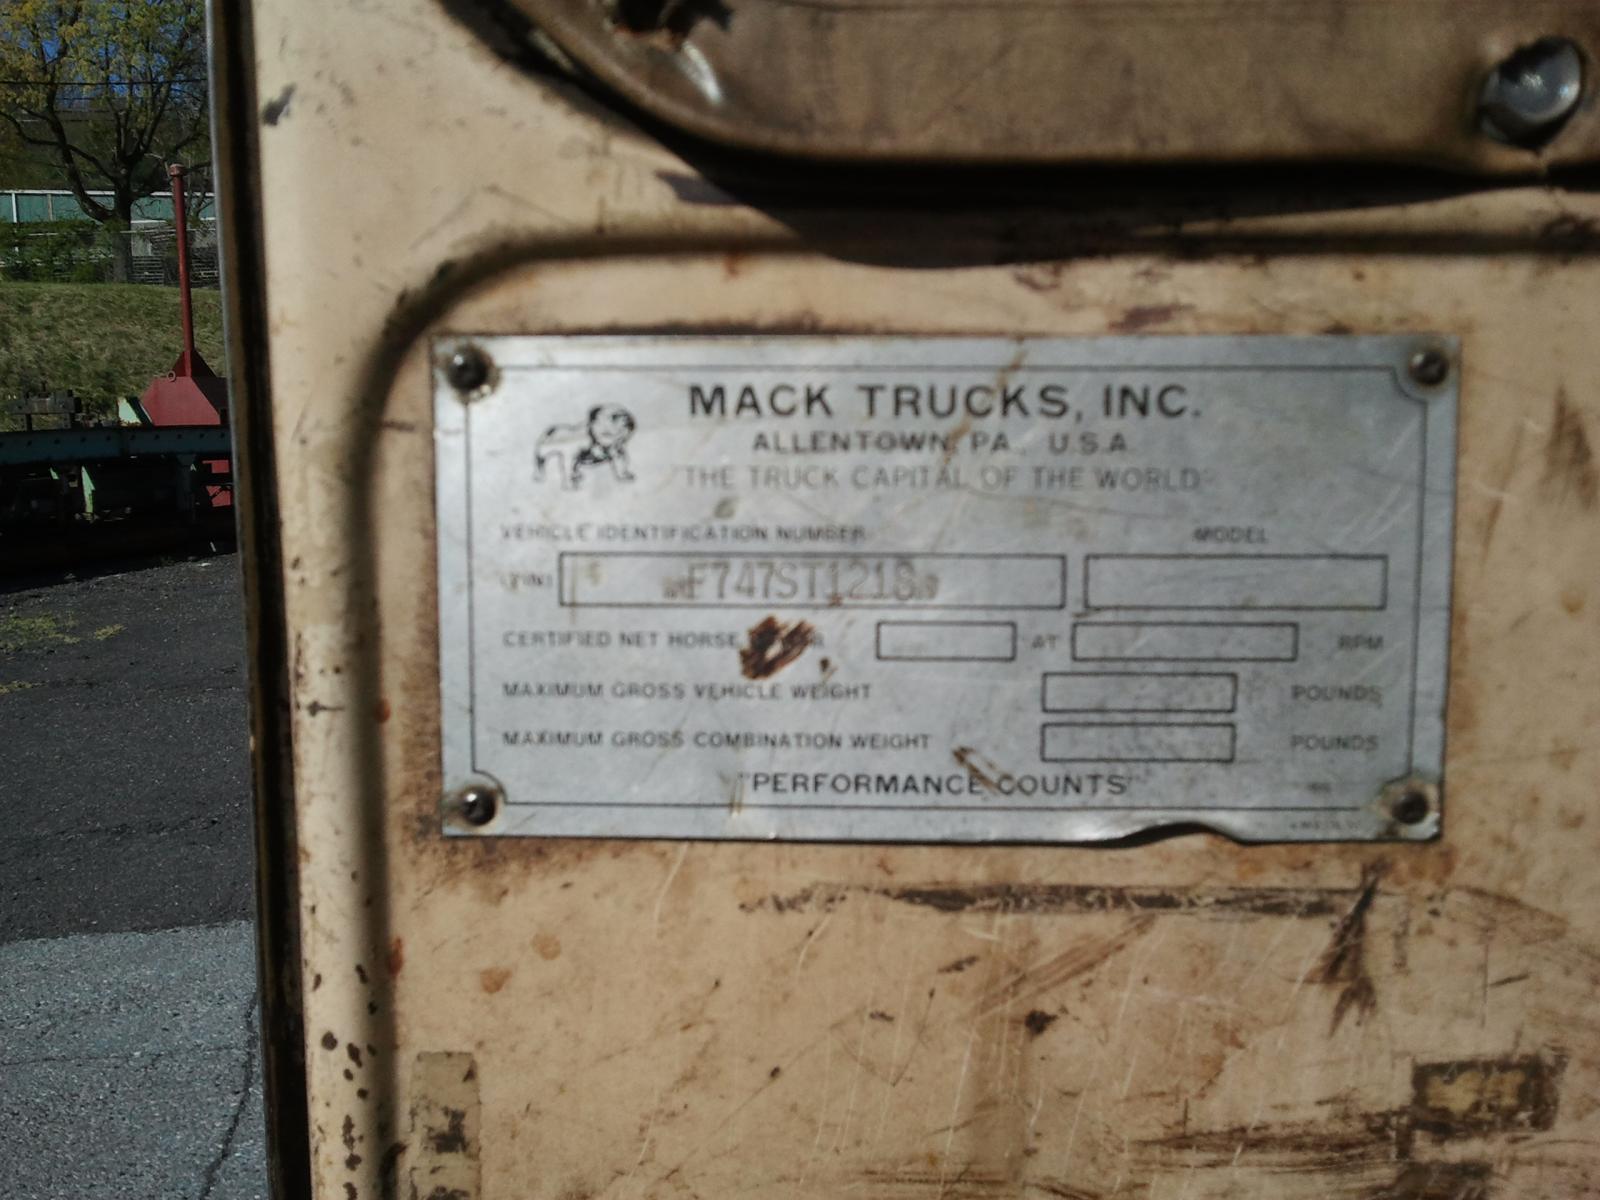 MACK TRUCKS, INC.
ALLENTOWN, PA., U.S.A.
"THE TRUCK CAPITAL OF THE WORLD"
VEHICLE IDENTIFICATION NUMBER MODEL
(VIN) F747ST1218
CERTIFIED NET HORSE AT RPM
MAXIMUM GROSS VEHICLE WEIGHT POUNDS
MAXIMUM GROSS COMBINATION WEIGHT POUNDS
"PERFORMANCE COUNTS"